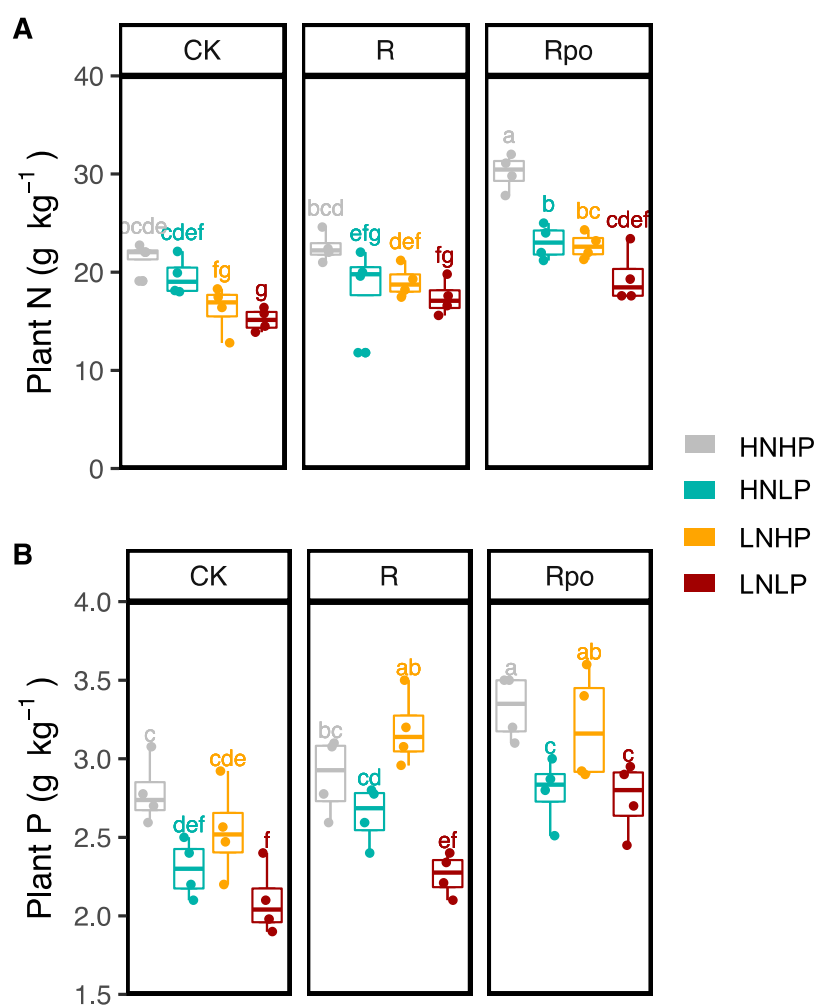 A
CK R Rpo
Plant N (g kg⁻¹ )
40
30
20
10
0
bcde cdef fg g
bcd efg def fg
a b bc cdef
HNHP
HNLP
LNHP
LNLP
B
CK R Rpo
Plant P (g kg⁻¹ )
4.0
3.5
3.0
2.5
2.0
1.5
c def cde f
bc cd ab ef
a c ab c